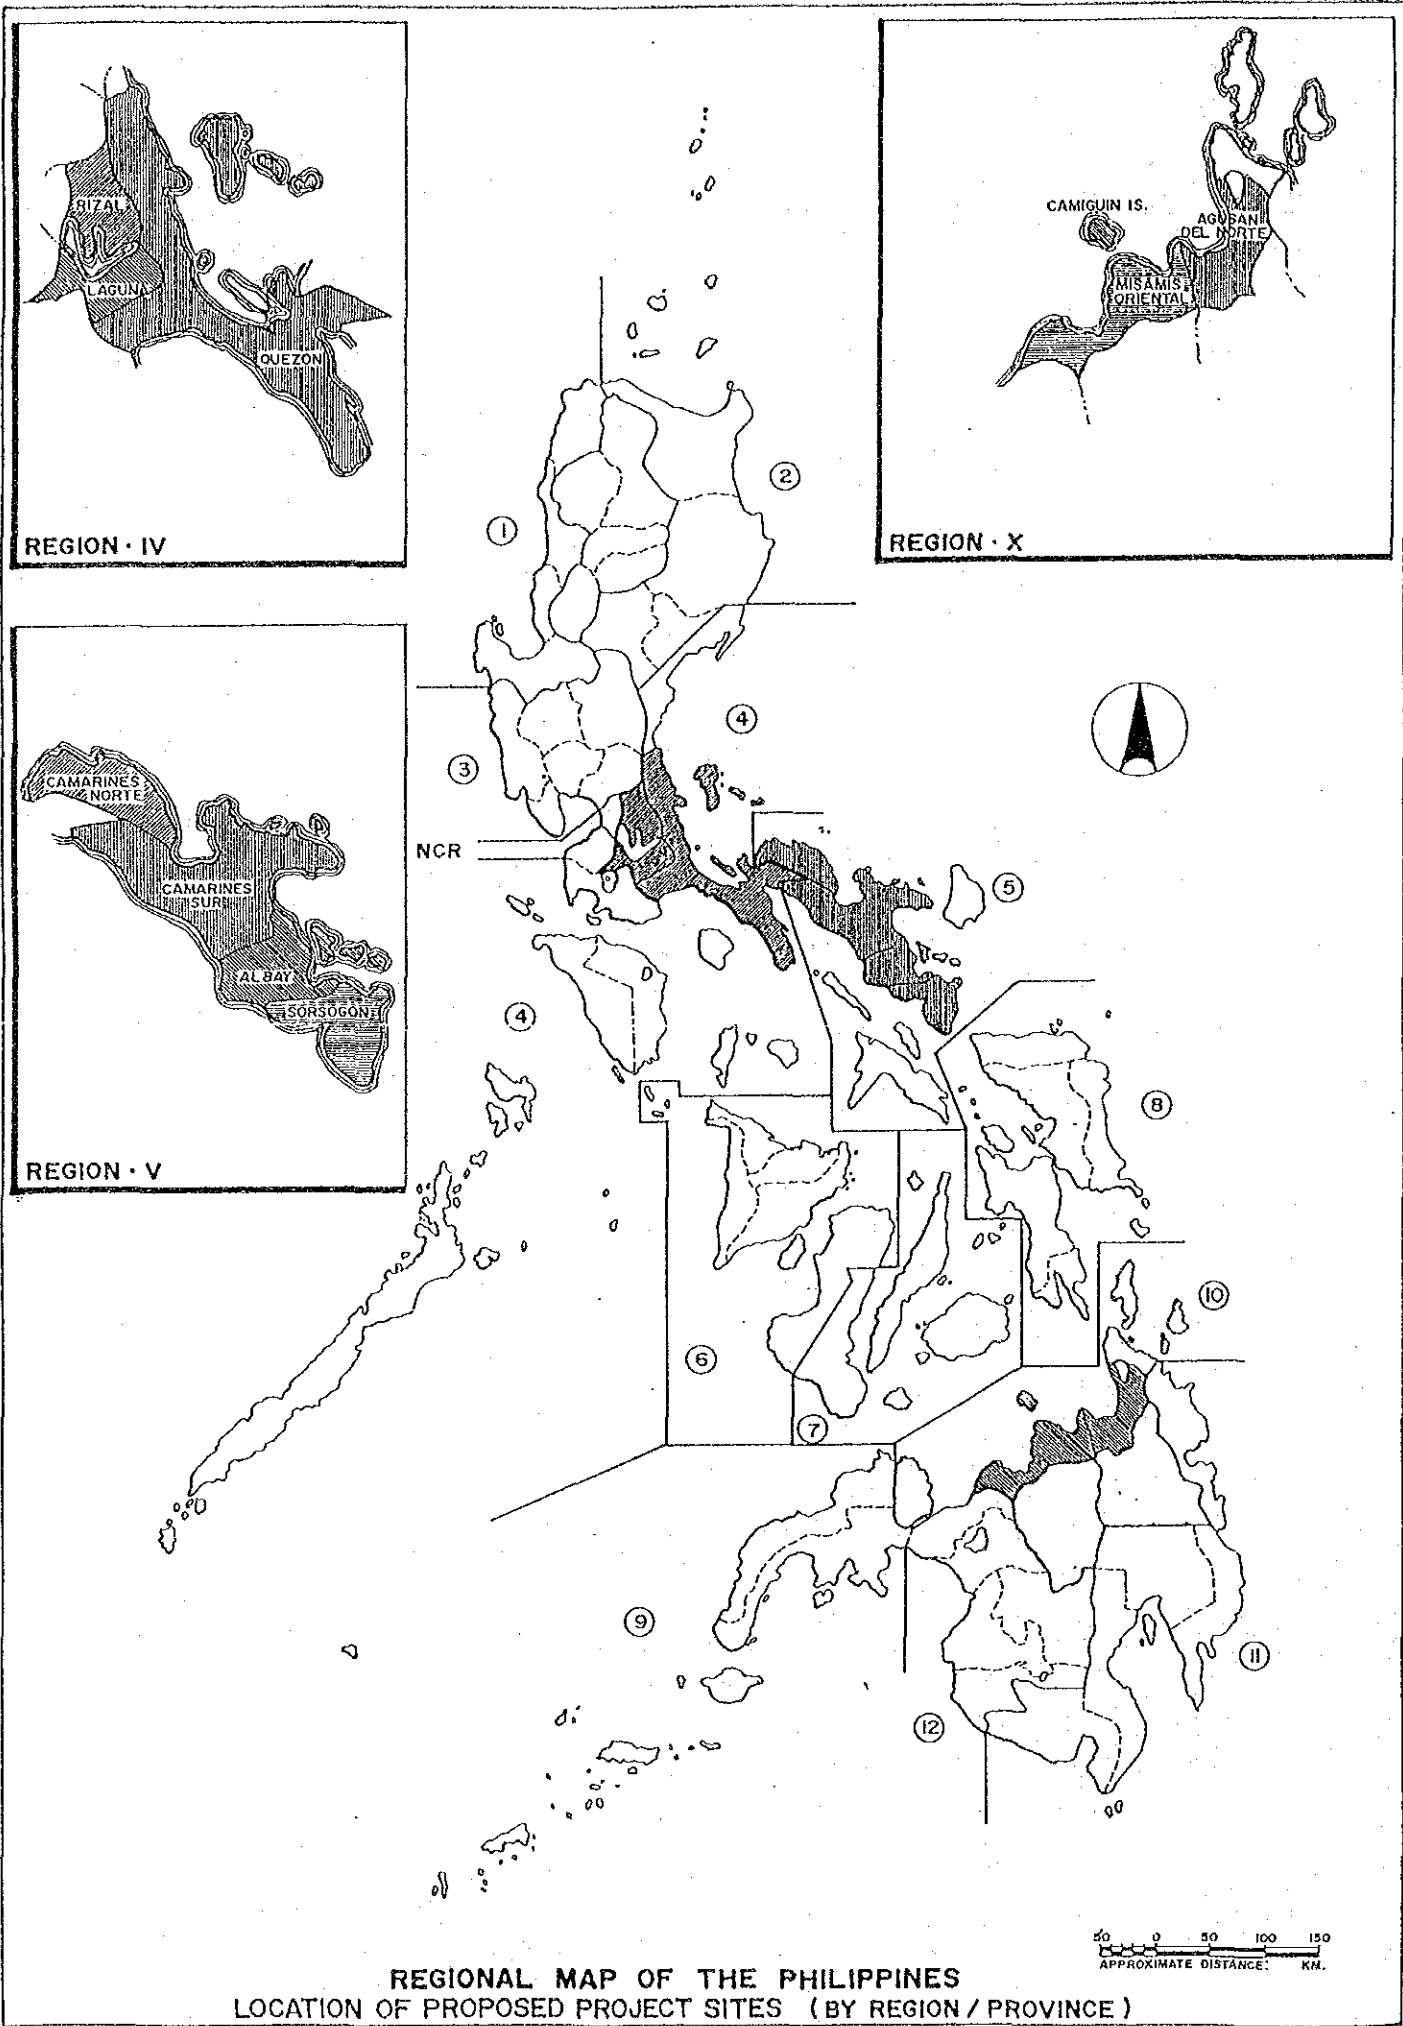 RIZAL
LAGUNA
QUEZON
REGION · IV
CAMIGUIN IS.
AGUSAN
DEL NORTE
MISAMIS
ORIENTAL
REGION · X
1
2
3
4
NCR
CAMARINES
NORTE
CAMARINES
SUR
ALBAY
SORSOGON
REGION · V
5
4
8
10
6
7
9
11
12
50 0 50 100 150
APPROXIMATE DISTANCE: KM.
REGIONAL MAP OF THE PHILIPPINES
LOCATION OF PROPOSED PROJECT SITES (BY REGION / PROVINCE)